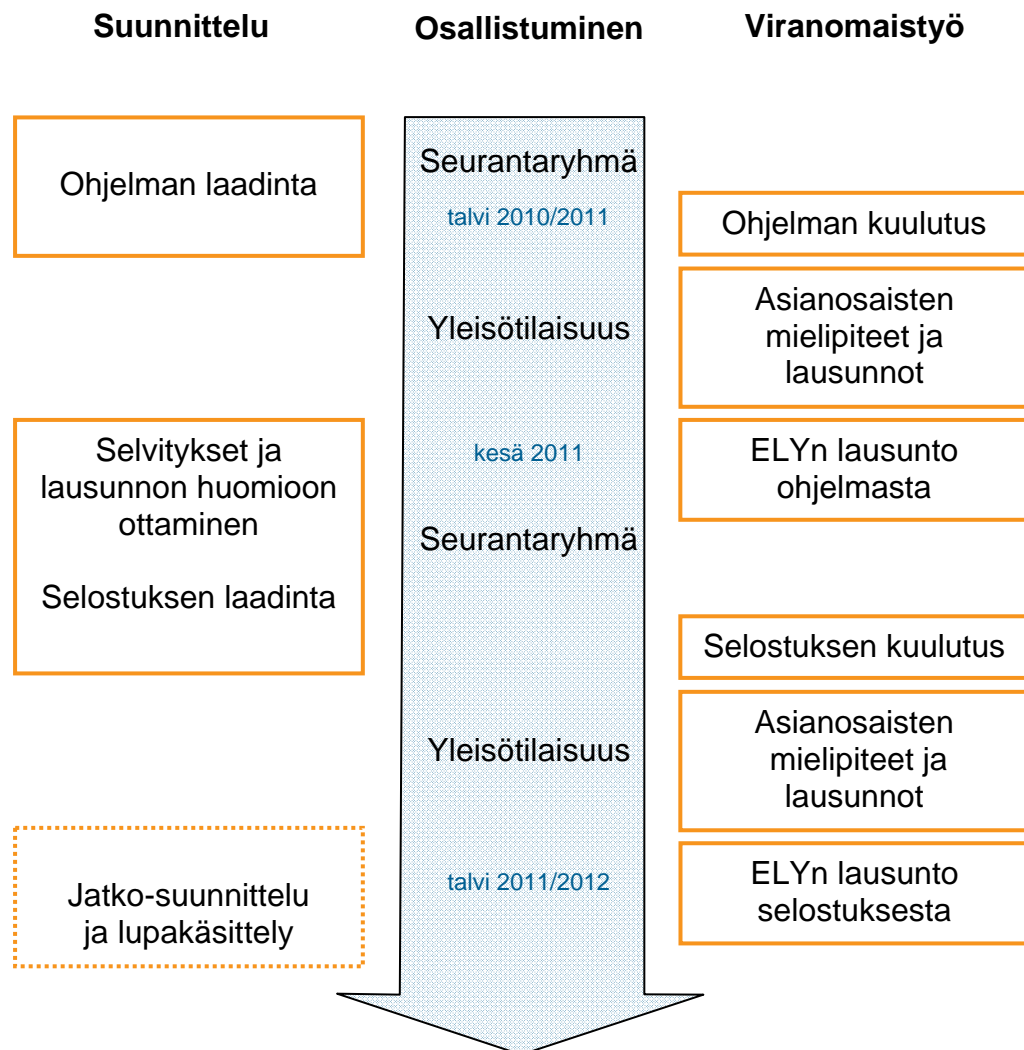 Suunnittelu
Osallistuminen
Viranomaistyö
Ohjelman laadinta
Seurantaryhmä
talvi 2010/2011
Ohjelman kuulutus
Yleisötilaisuus
Asianosaisten
mielipiteet ja
lausunnot
Selvitykset ja
lausunnon huomioon
ottaminen
Selostuksen laadinta
kesä 2011
ELYn lausunto
ohjelmasta
Seurantaryhmä
Selostuksen kuulutus
Yleisötilaisuus
Asianosaisten
mielipiteet ja
lausunnot
Jatko-suunnittelu
ja lupakäsittely
talvi 2011/2012
ELYn lausunto
selostuksesta